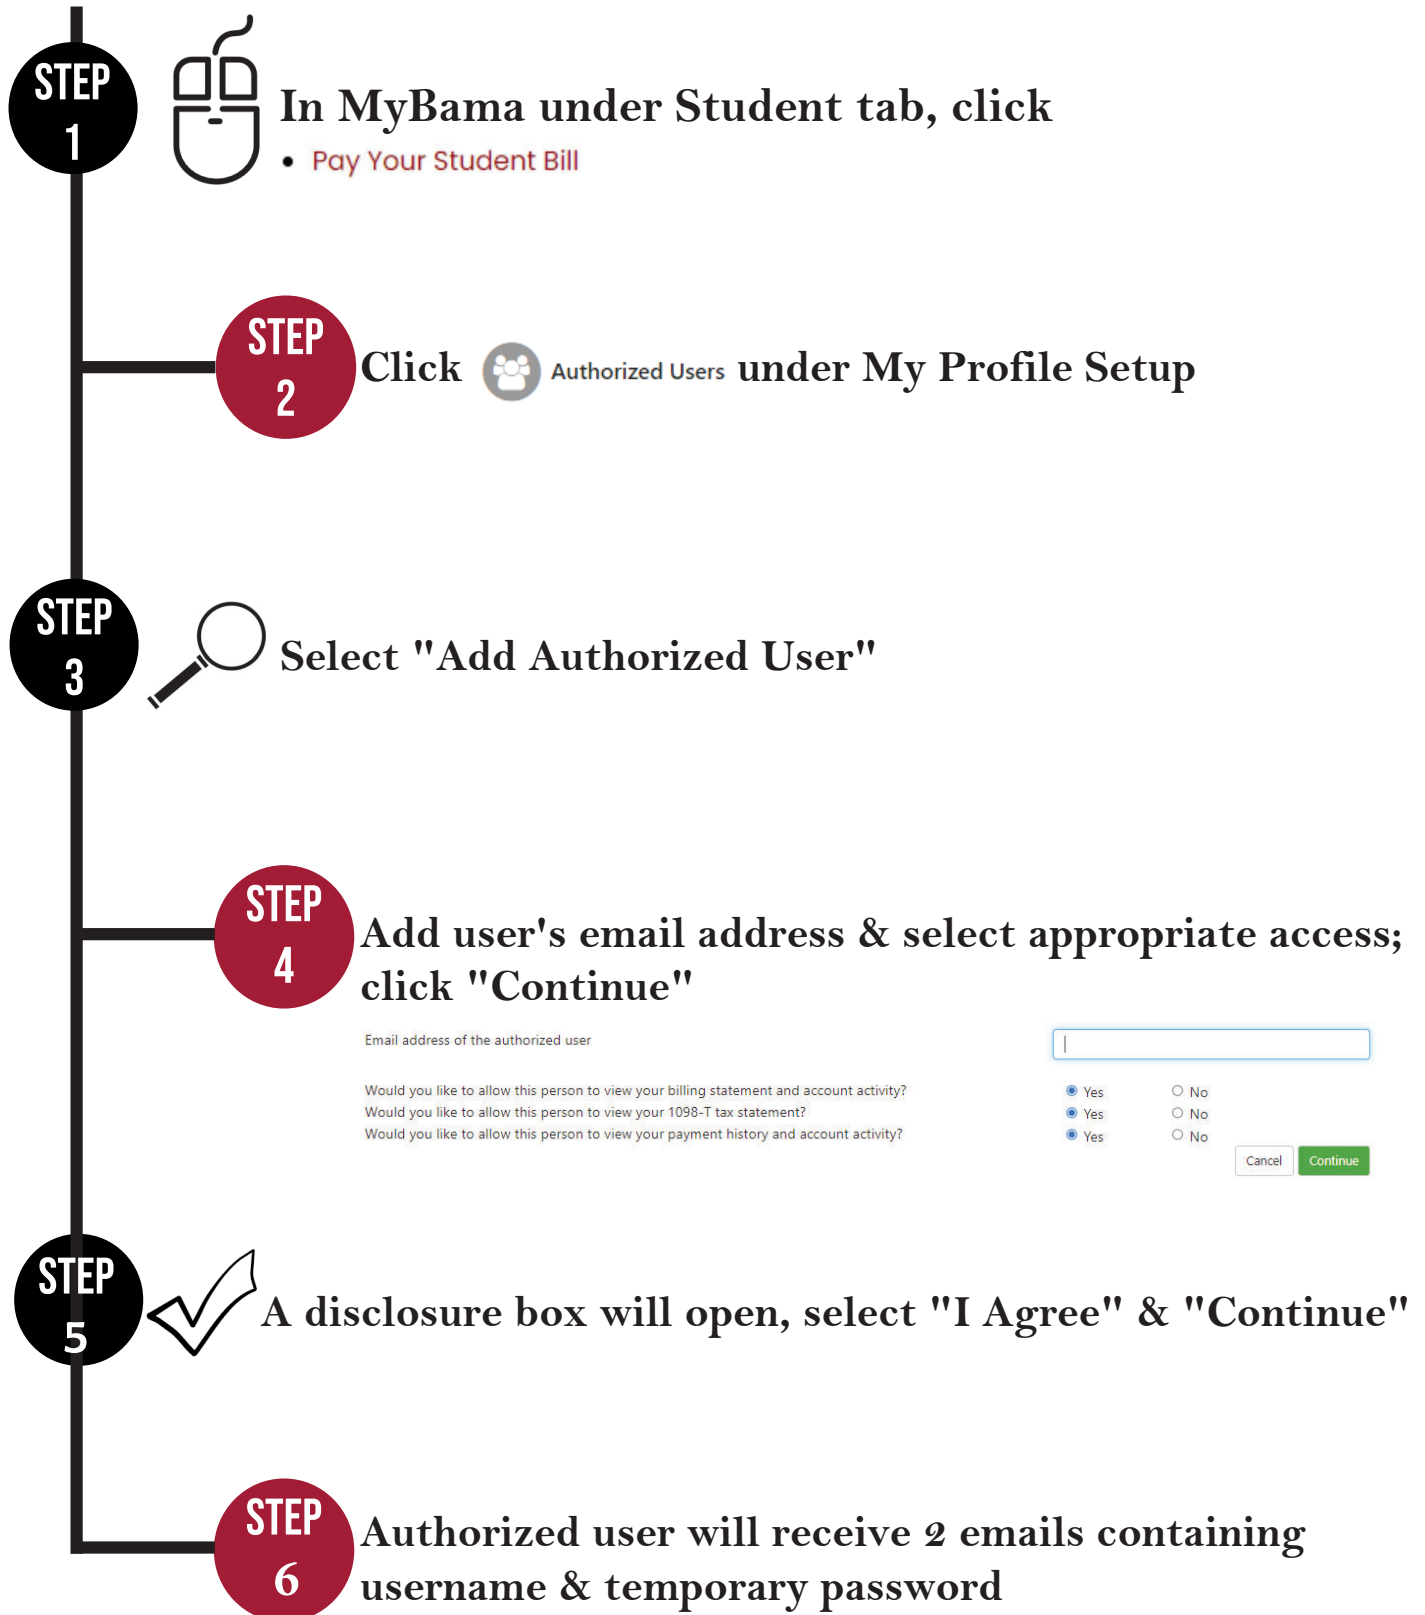 STEP
1
In MyBama under Student tab, click
• Pay Your Student Bill
STEP
2
Click Authorized Users under My Profile Setup
STEP
3
Select "Add Authorized User"
STEP
4
Add user's email address & select appropriate access;
click "Continue"
Email address of the authorized user
Would you like to allow this person to view your billing statement and account activity? Yes No
Would you like to allow this person to view your 1098-T tax statement? Yes No
Would you like to allow this person to view your payment history and account activity? Yes No
Cancel Continue
STEP
5
A disclosure box will open, select "I Agree" & "Continue"
STEP
6
Authorized user will receive 2 emails containing
username & temporary password